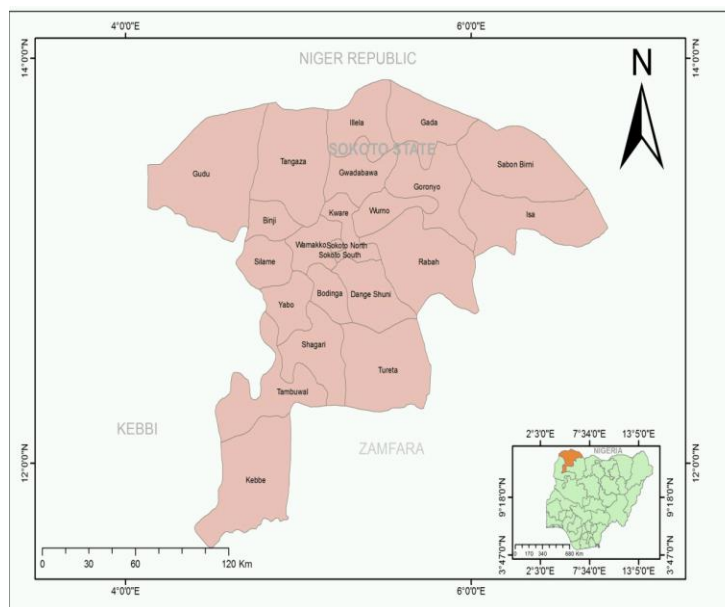 4°0'0"E 6°0'0"E
14°0'0"N 14°0'0"N
NIGER REPUBLIC
N
Illela Gada
SOKOTO STATE
Gudu Tangaza Gwadabawa Sabon Birni
Goronyo
Binji Kware Wurno Isa
Wamakko Sokoto North
Sokoto South
Silame Rabah
Bodinga Dange Shuni
Yabo
Shagari
Tureta
Tambuwal
KEBBI ZAMFARA
Kebbe
12°0'0"N 12°0'0"N
0 30 60 120 Km
4°0'0"E 6°0'0"E
2°3'0"E 7°34'0"E 13°5'0"E
NIGERIA
9°18'0"N 9°18'0"N
3°47'0"N 3°47'0"N
0 170 340 680 Km
2°3'0"E 7°34'0"E 13°5'0"E